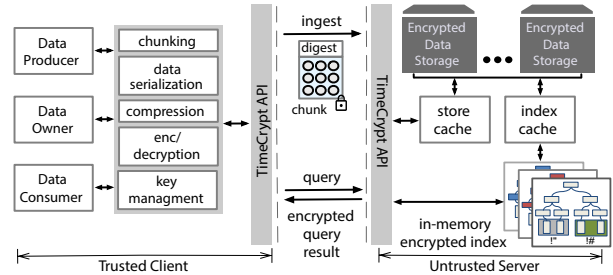 Data
Producer
Data
Owner
Data
Consumer
chunking
data
serialization
compression
enc/
decryption
key
managment
TimeCrypt API
ingest
digest
chunk
query
encrypted
query
result
TimeCrypt API
Encrypted
Data
Storage
Encrypted
Data
Storage
store
cache
index
cache
in-memory
encrypted index
!"
!#
Trusted Client
Untrusted Server